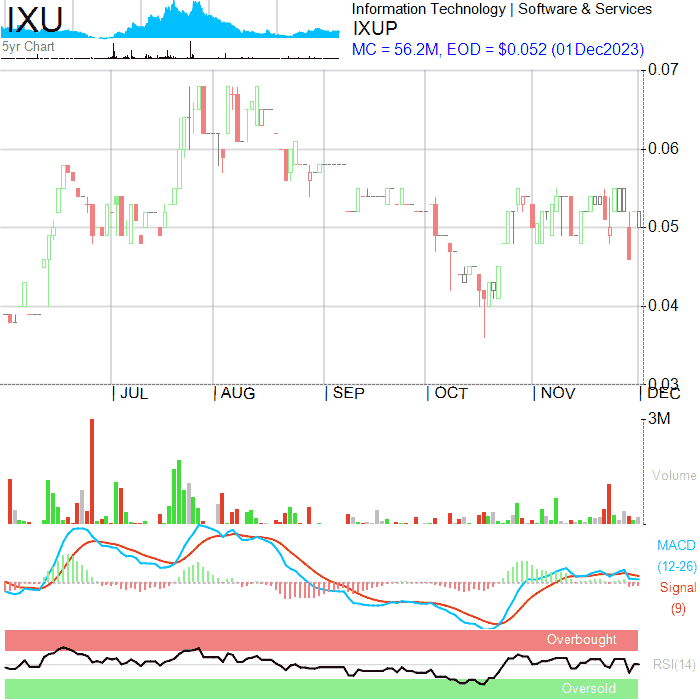 IXU
5yr Chart
Information Technology | Software & Services
IXUP
MC = 56.2M, EOD = $0.052 (01Dec2023)
0.07
0.06
0.05
0.04
0.03
JUL
AUG
SEP
OCT
NOV
DEC
3M
Volume
MACD
(12-26)
Signal
(9)
Overbought
RSI(14)
Oversold